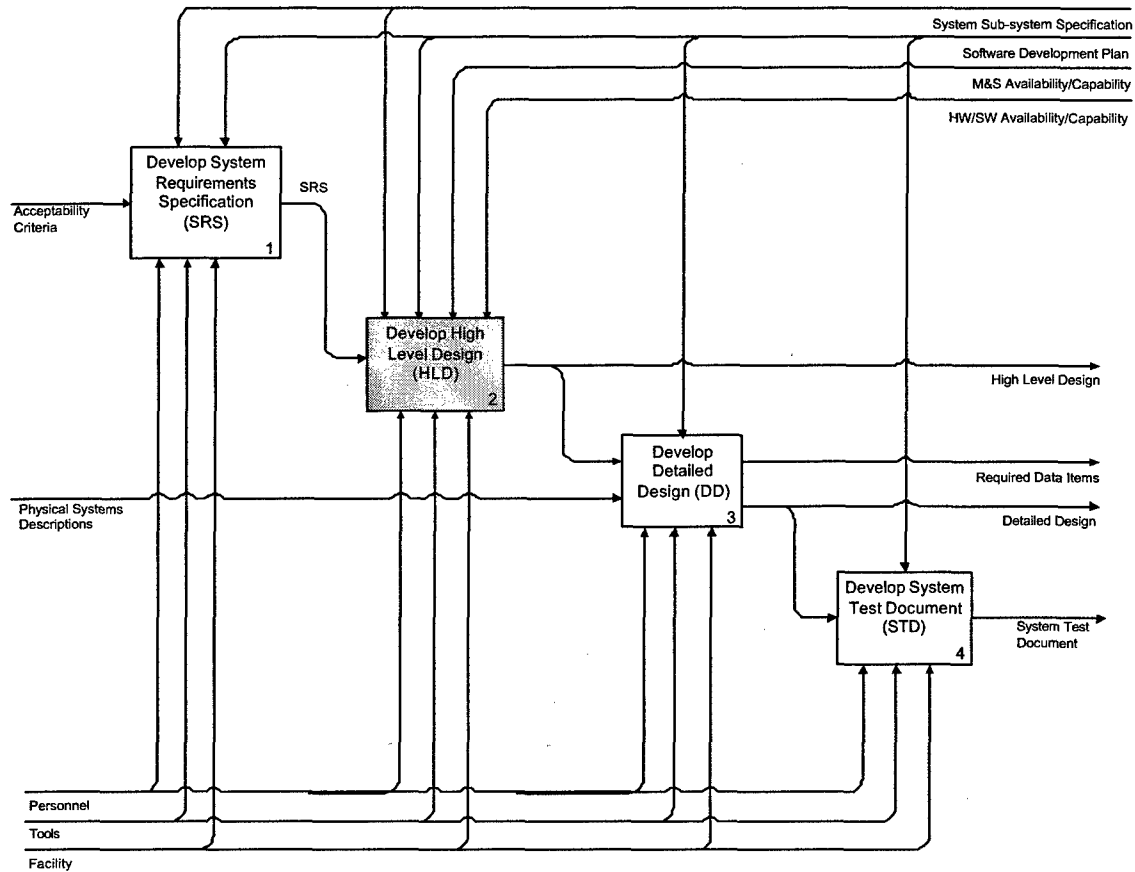 System Sub-system Specification
Software Development Plan
M&S Availability/Capability
HW/SW Availability/Capability
Develop System
Requirements
Specification
(SRS)
1
SRS
Acceptability
Criteria
Develop High
Level Design
(HLD)
2
High Level Design
Develop
Detailed
Design (DD)
3
Required Data Items
Physical Systems
Descriptions
Detailed Design
Develop System
Test Document
(STD)
4
System Test
Document
Personnel
Tools
Facility